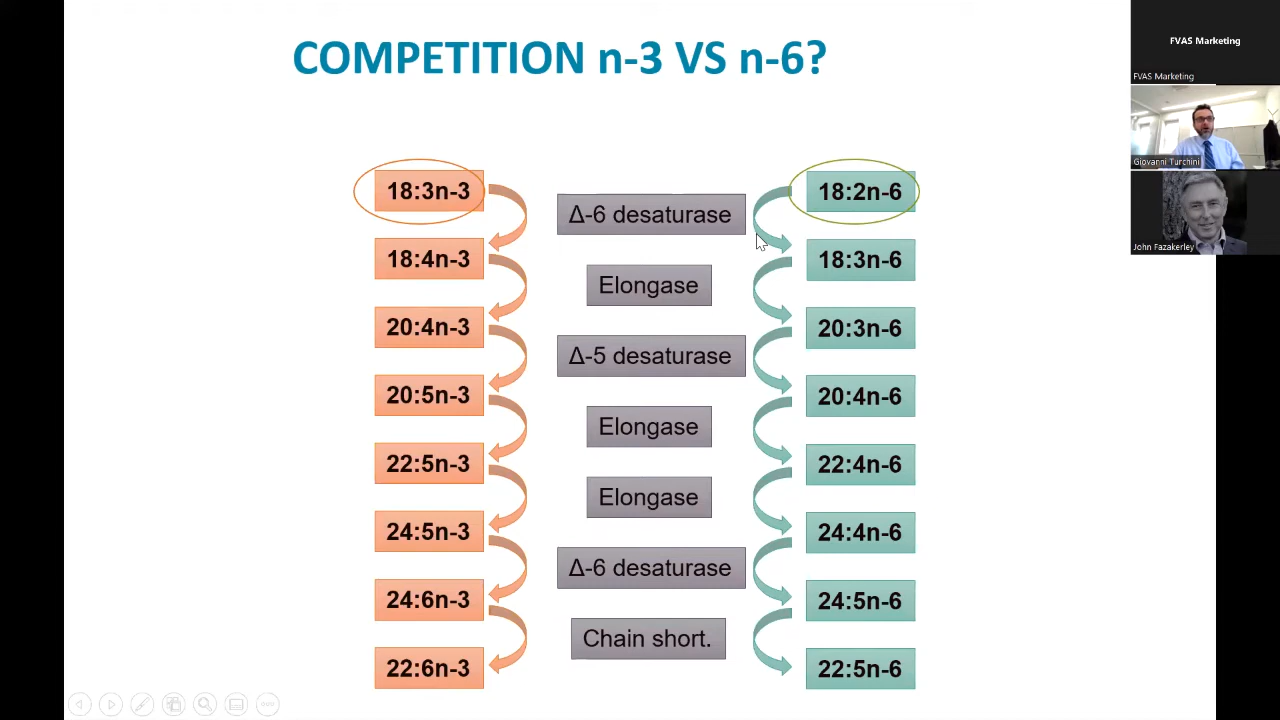 COMPETITION n-3 VS n-6?
18:3n-3
18:4n-3
20:4n-3
20:5n-3
22:5n-3
24:5n-3
24:6n-3
22:6n-3
Δ-6 desaturase
Elongase
Δ-5 desaturase
Elongase
Elongase
Δ-6 desaturase
Chain short.
18:2n-6
18:3n-6
20:3n-6
20:4n-6
22:4n-6
24:4n-6
24:5n-6
22:5n-6
FVAS Marketing
FVAS Marketing
Giovanni Turchini
John Fazakerley